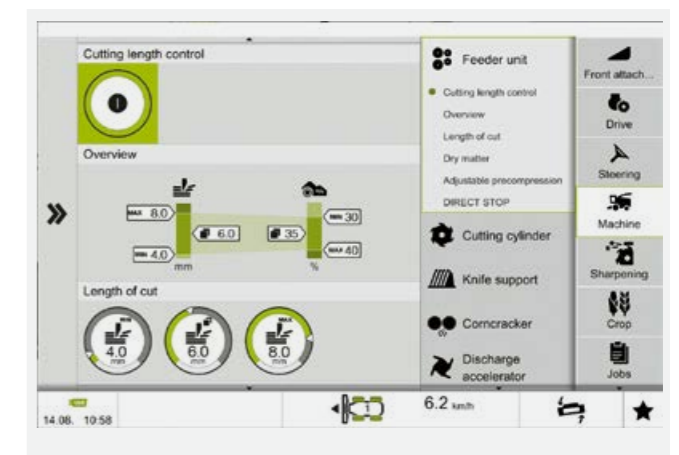 Cutting length control
Overview
MAX 8.0
6.0
35
MIN 30
MIN 4.0
MAX 40
mm
%
Length of cut
MIN
4.0
mm
6.0
mm
MAX
8.0
mm
Feeder unit
Cutting length control
Overview
Length of cut
Dry matter
Adjustable precompression
DIRECT STOP
Cutting cylinder
Knife support
Corncracker
Discharge
accelerator
Front attach...
Drive
Steering
Machine
Sharpening
Crop
Jobs
14.08. 10:58
1
6.2 km/h